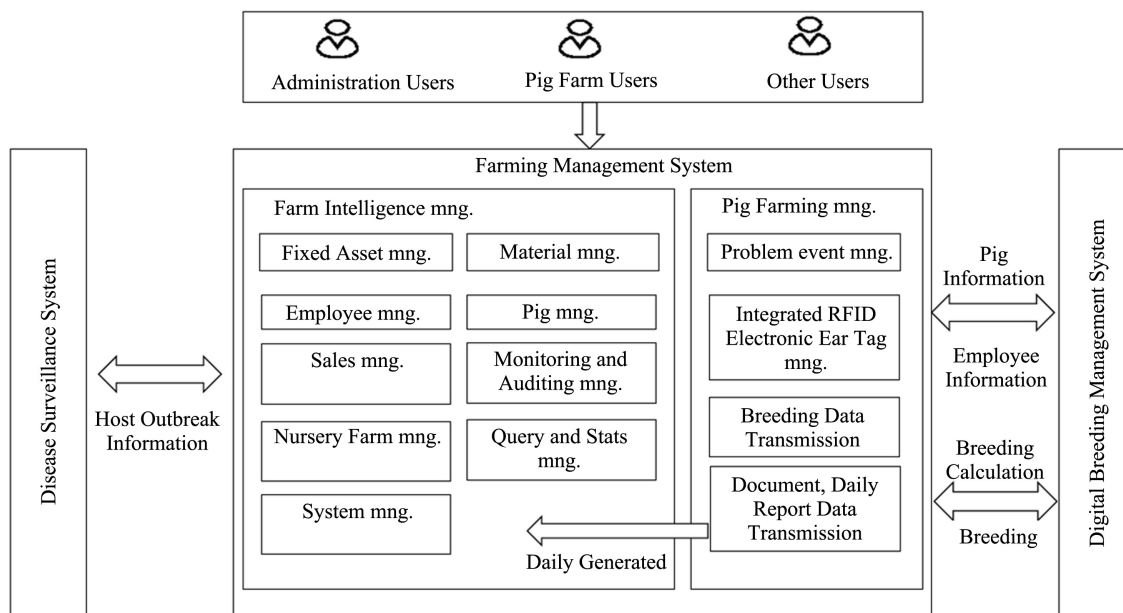 Administration Users
Pig Farm Users
Other Users
Farming Management System
Disease Surveillance System
Host Outbreak
Information
Farm Intelligence mng.
Fixed Asset mng.
Material mng.
Employee mng.
Pig mng.
Sales mng.
Monitoring and
Auditing mng.
Nursery Farm mng.
Query and Stats
mng.
System mng.
Daily Generated
Pig Farming mng.
Problem event mng.
Integrated RFID
Electronic Ear Tag
mng.
Breeding Data
Transmission
Document, Daily
Report Data
Transmission
Pig
Information
Employee
Information
Breeding
Calculation
Breeding
Digital Breeding Management System